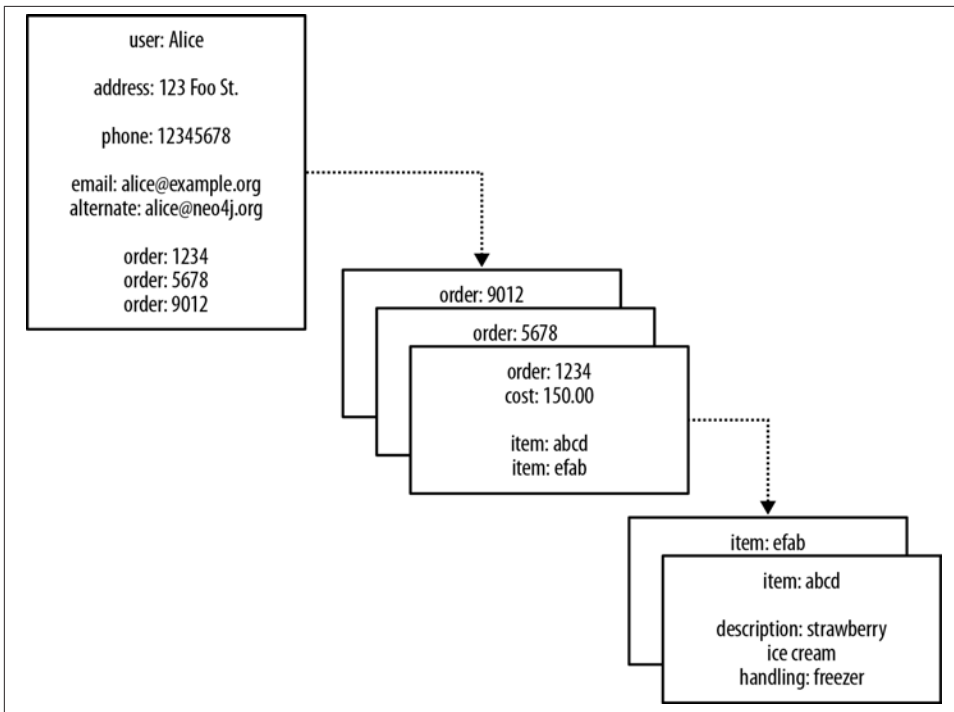 user: Alice
address: 123 Foo St.
phone: 12345678
email: alice@example.org
alternate: alice@neo4j.org
order: 1234
order: 5678
order: 9012
order: 9012
order: 5678
order: 1234
cost: 150.00
item: abcd
item: efab
item: efab
item: abcd
description: strawberry
ice cream
handling: freezer